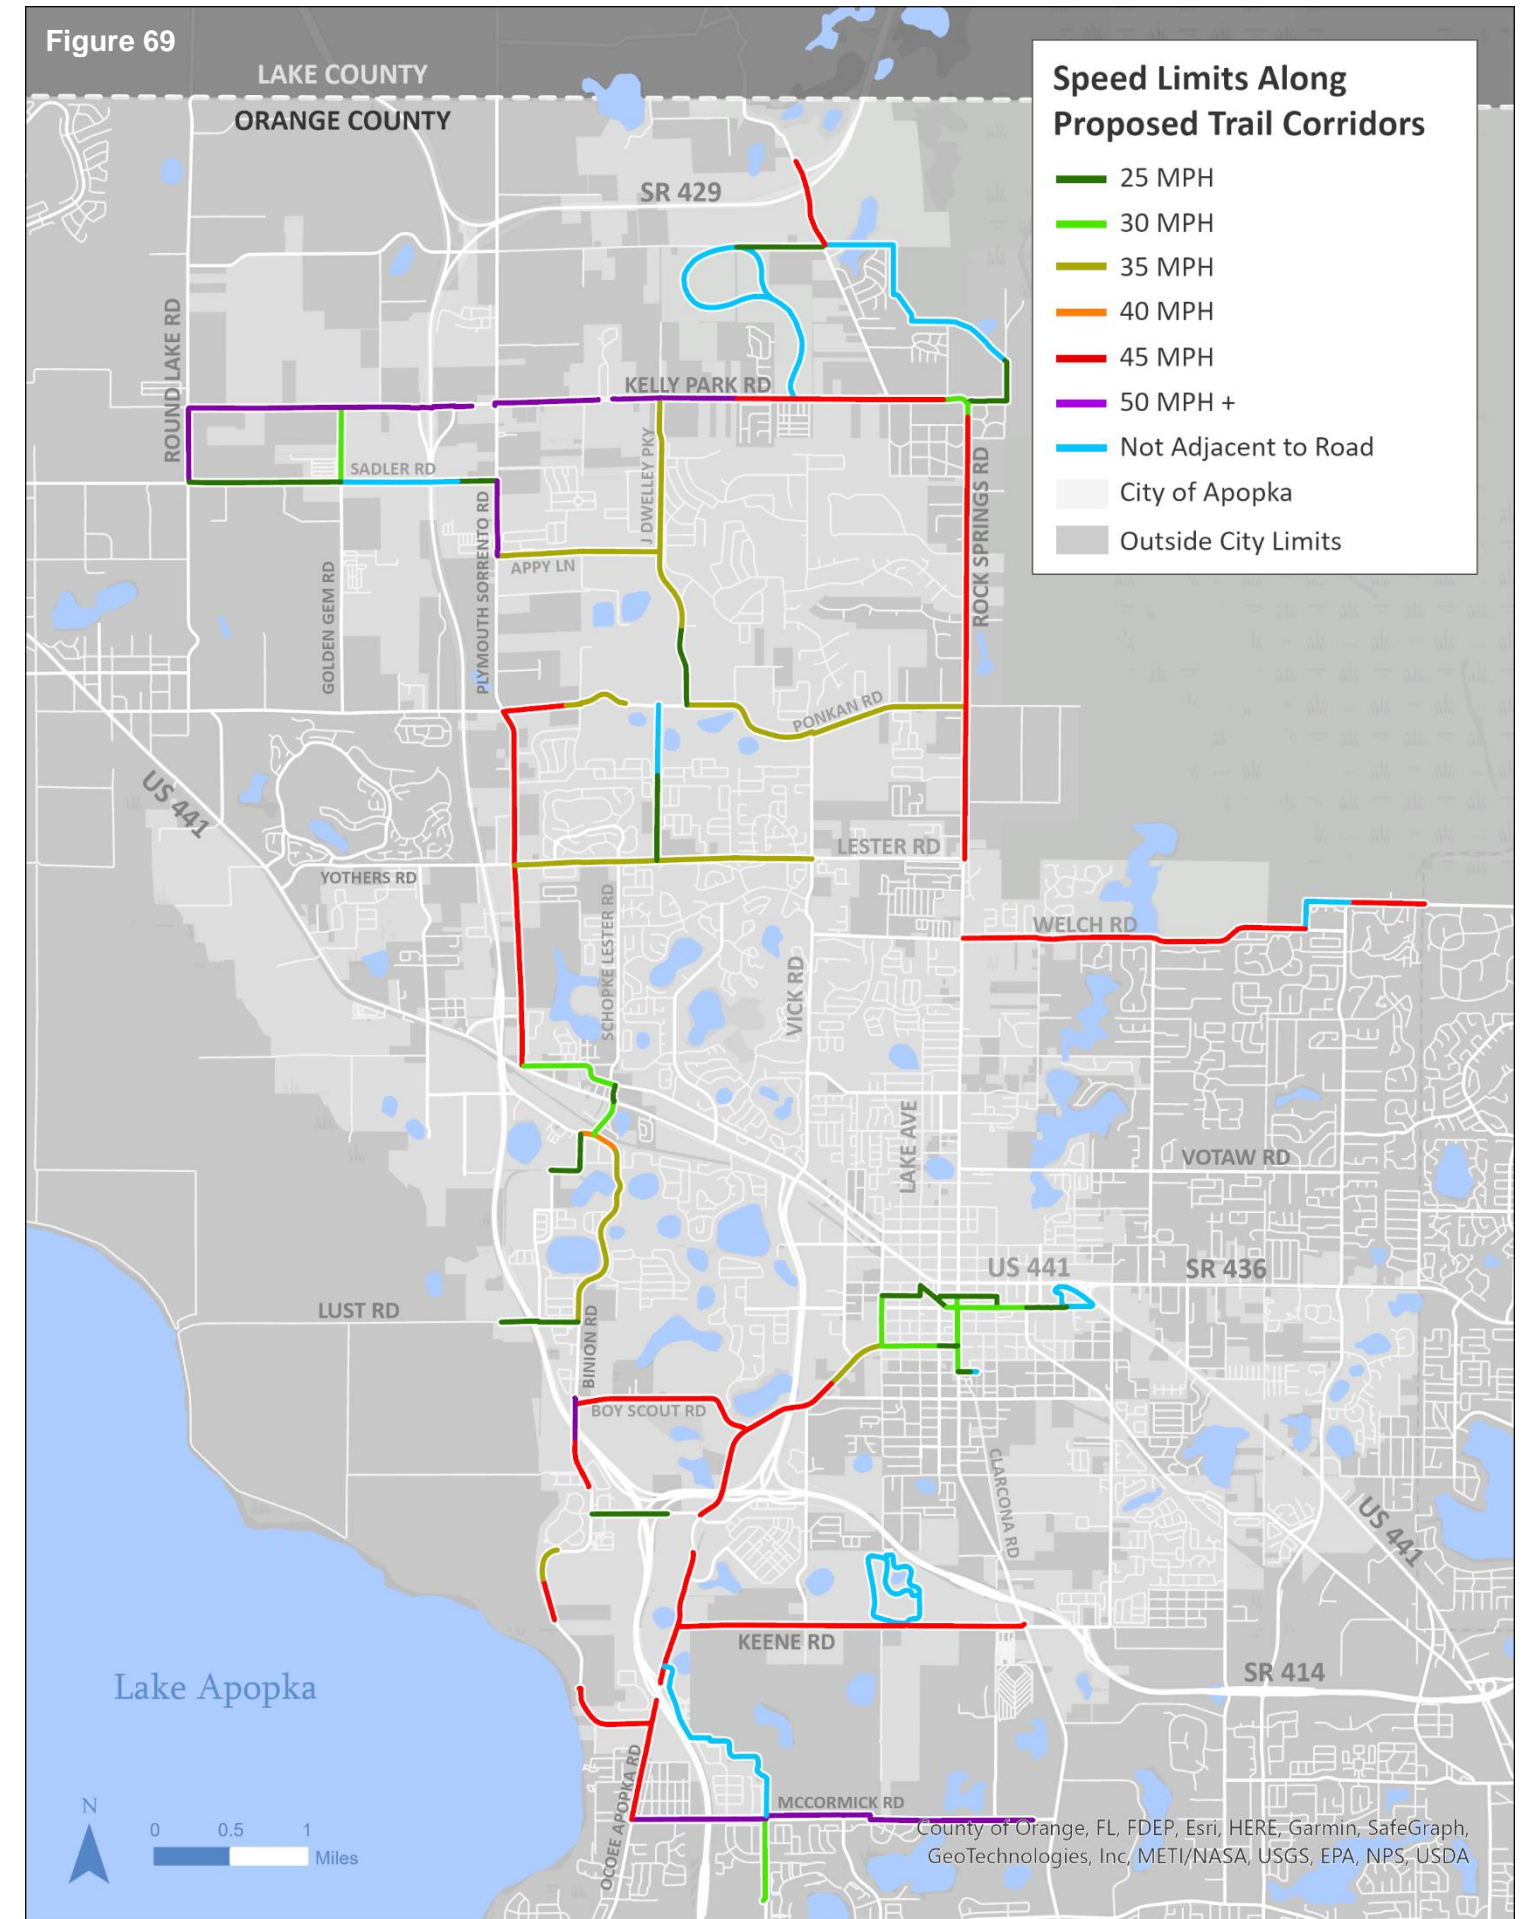 Figure 69
LAKE COUNTY
ORANGE COUNTY
Speed Limits Along
Proposed Trail Corridors
25 MPH
30 MPH
35 MPH
40 MPH
45 MPH
50 MPH +
Not Adjacent to Road
City of Apopka
Outside City Limits
SR 429
ROUND LAKE RD
KELLY PARK RD
SADLER RD
J DWELLEY PKY
ROCK SPRINGS RD
PLYMOUTH SORRENTO RD
APPY LN
GOLDEN GEM RD
PONKAN RD
US 441
LESTER RD
YOTHERS RD
SCHOPKE LESTER RD
WELCH RD
VICK RD
LAKE AVE
VOTAW RD
US 441
SR 436
LUST RD
BINION RD
BOY SCOUT RD
CLARCONA RD
US 441
KEENE RD
SR 414
Lake Apopka
OCOEE APOPKA RD
MCCORMICK RD
N
0 0.5 1
Miles
County of Orange, FL, FDEP, Esri, HERE, Garmin, SafeGraph,
GeoTechnologies, Inc, METI/NASA, USGS, EPA, NPS, USDA